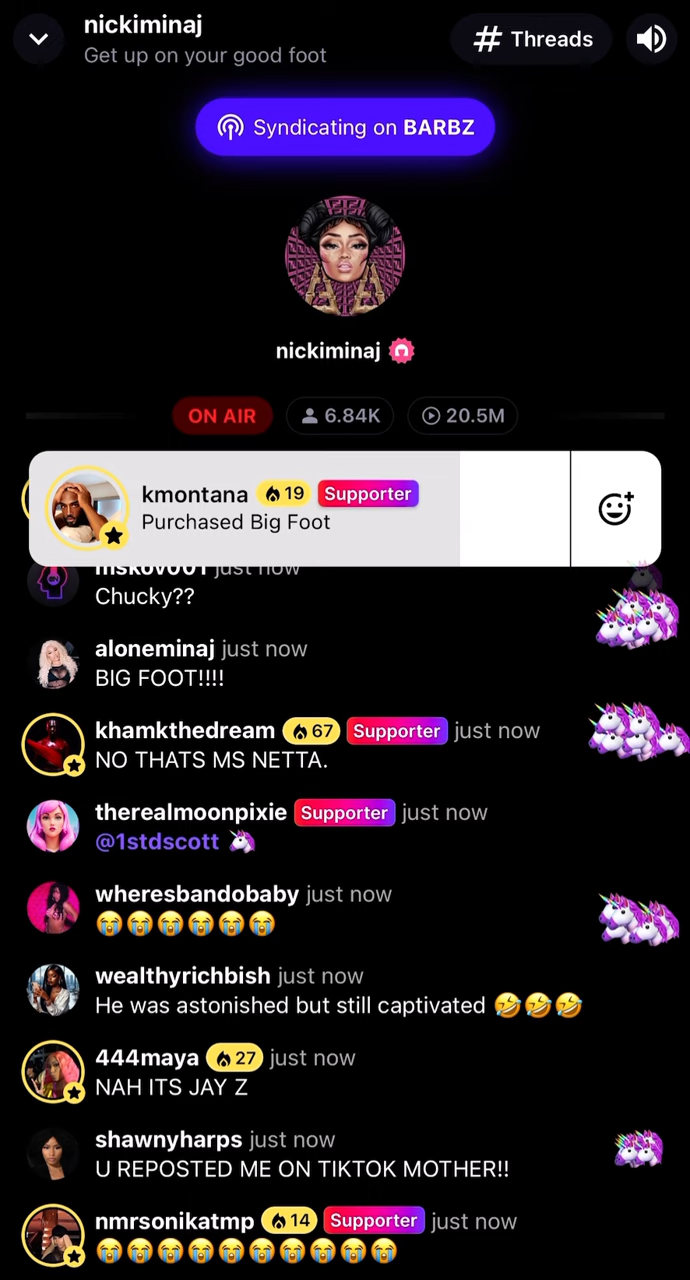 nickiminaj
Get up on your good foot
# Threads
Syndicating on BARBZ
nickiminaj
ON AIR
6.84K
20.5M
kmontana 19 Supporter
Purchased Big Foot
just now
Chucky??
aloneminaj just now
BIG FOOT!!!!
khamkthedream 67 Supporter just now
NO THATS MS NETTA.
therealmoonpixie Supporter just now
@1stdscott 🦄
wheresbandobaby just now
😭😭😭😭😭😭
wealthyrichbish just now
He was astonished but still captivated 🤣🤣🤣
444maya 27 just now
NAH ITS JAY Z
shawnyharps just now
U REPOSTED ME ON TIKTOK MOTHER!!
nmrsonikatmp 14 Supporter just now
😭😭😭😭😭😭😭😭😭😭